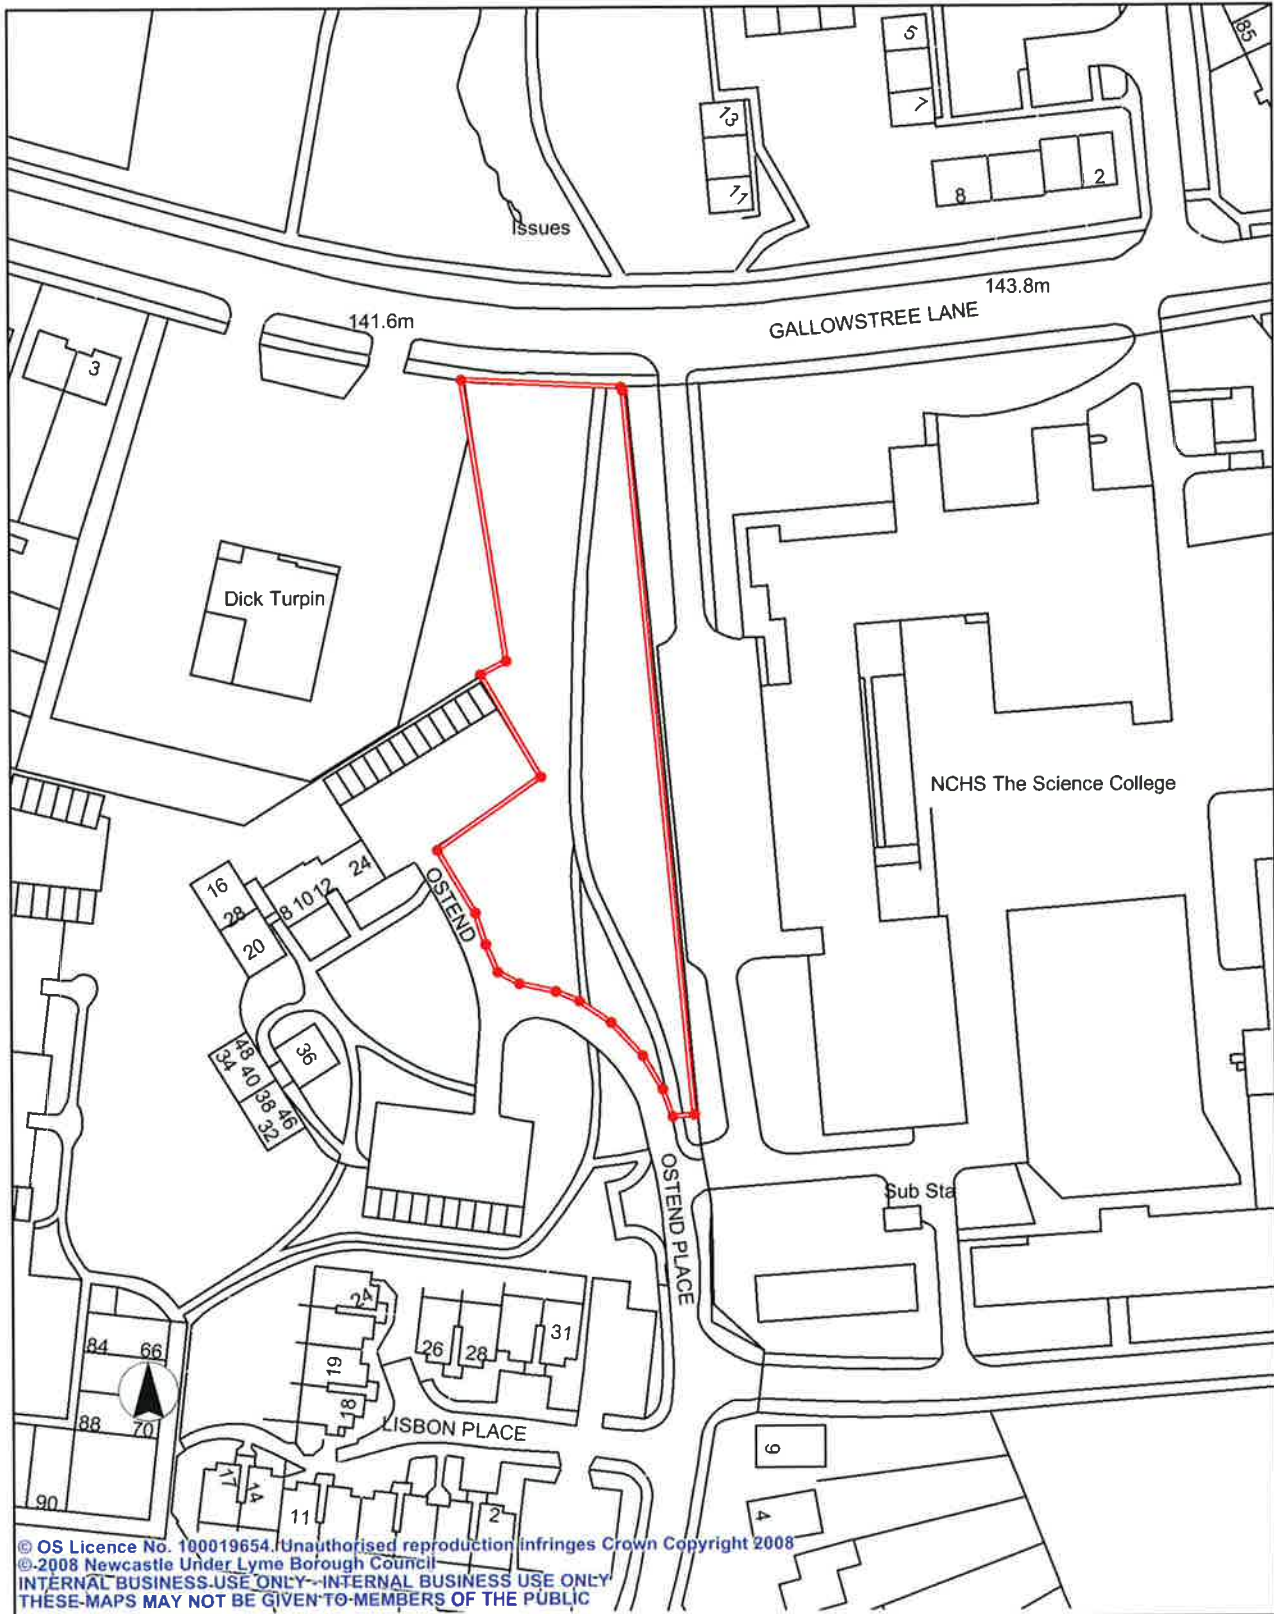 85
5
7
13
11
8
2
Issues
143.8m
GALLOWSTREE LANE
141.6m
3
Dick Turpin
NCHS The Science College
16
28
20
8 10 12
24
OSTEND
36
48
34
40
38
46
32
OSTEND PLACE
Sub Sta
24
19
18
26
28
31
84
66
88
70
90
LISBON PLACE
17
14
11
2
9
4
© OS Licence No. 100019654. Unauthorised reproduction infringes Crown Copyright 2008
© 2008 Newcastle Under Lyme Borough Council
INTERNAL BUSINESS USE ONLY - INTERNAL BUSINESS USE ONLY
THESE MAPS MAY NOT BE GIVEN TO MEMBERS OF THE PUBLIC